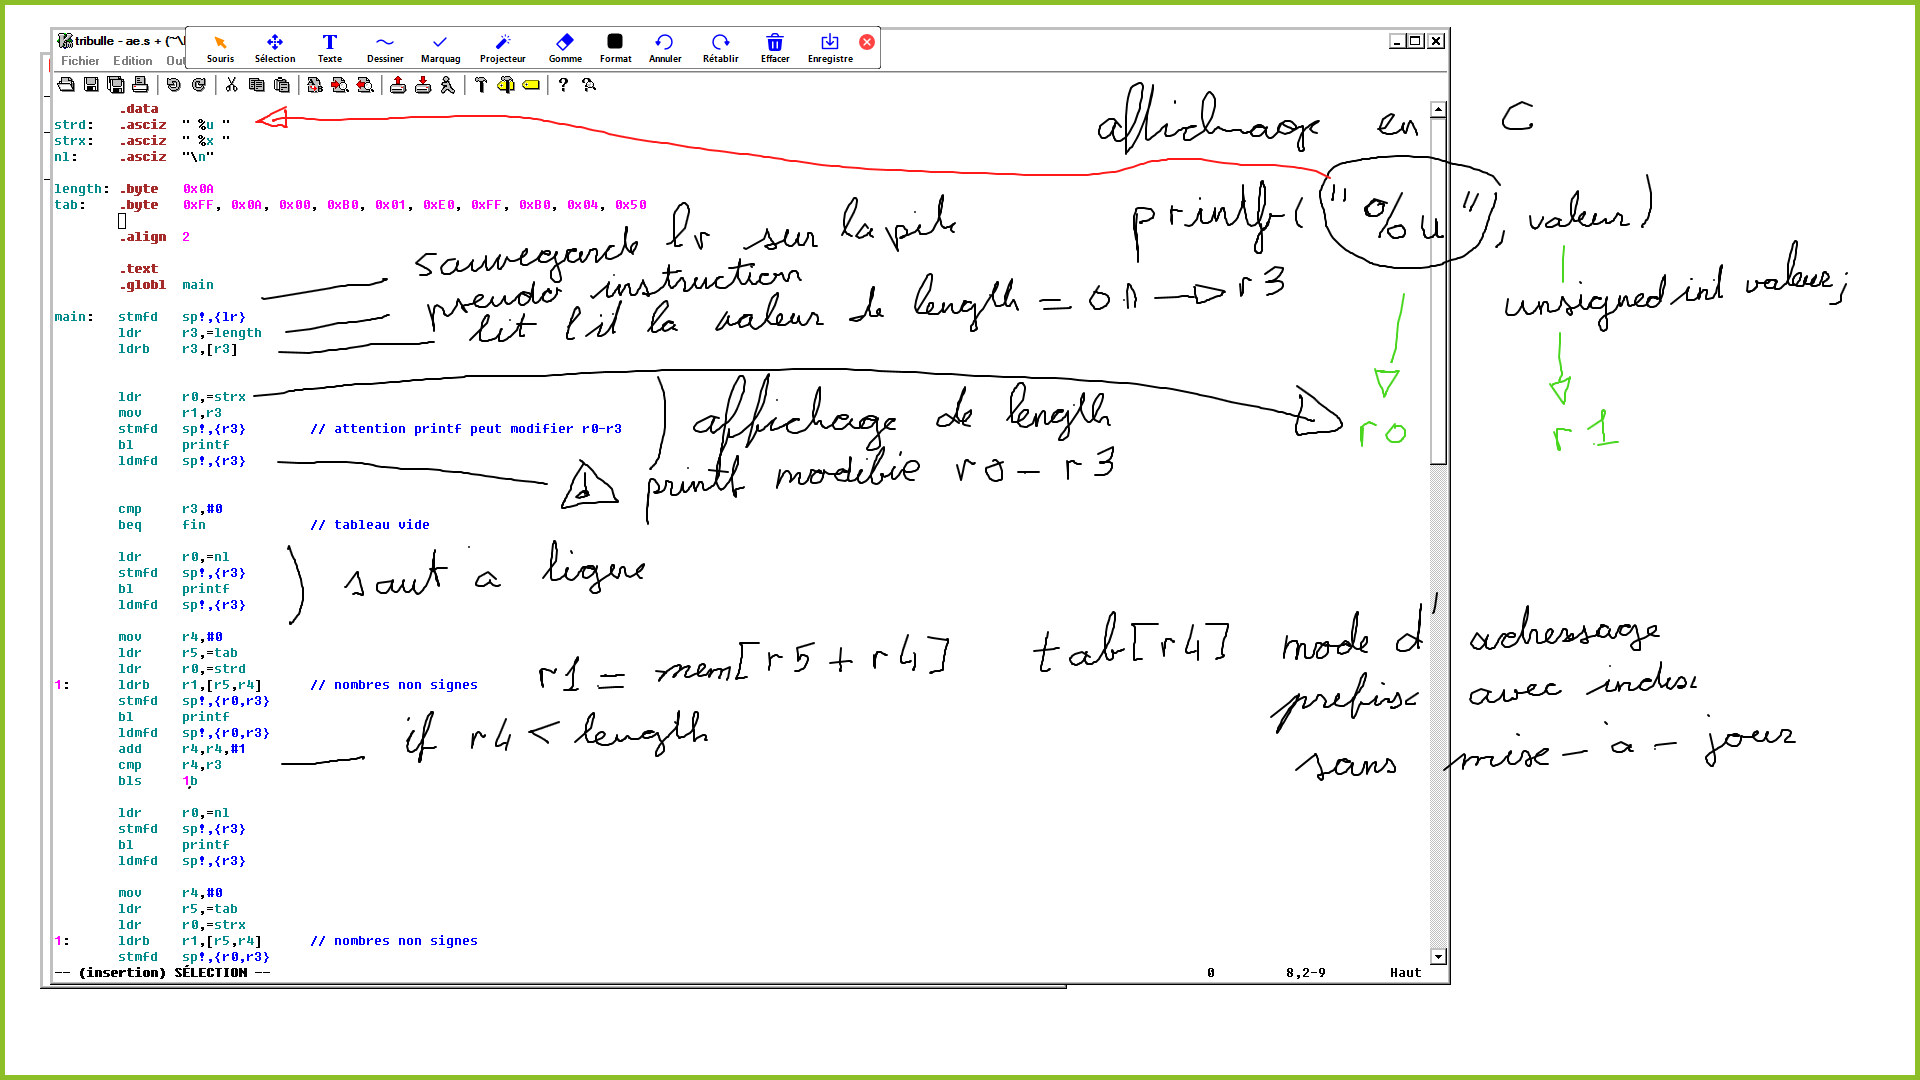 tribulle - ae.s + (~\
Souris Sélection Texte Dessiner Marquag Projecteur Gomme Format Annuler Rétablir Effacer Enregistre
Fichier Edition Ou
.data
strd: .asciz " %u "
strx: .asciz " %x "
nl: .asciz "\n"
affichage en C
length: .byte 0x0A
tab: .byte 0xFF, 0x0A, 0x00, 0xB0, 0x01, 0xE0, 0xFF, 0xB0, 0x04, 0x50
printf( "%u", valeur)
.align 2
sauvegarde lr sur la pile
.text
.globl main
pseudo instruction
unsigned int valeur;
main: stmfd sp!,{lr}
ldr r3,=length
ldrb r3,[r3]
lit la valeur de length = 0A → r3
ldr r0,=strx
mov r1,r3
stmfd sp!,{r3} // attention printf peut modifier r0-r3
bl printf
ldmfd sp!,{r3}
affichage de length
r0 r1
printf modifie r0 - r3
cmp r3,#0
beq fin // tableau vide
ldr r0,=nl
stmfd sp!,{r3}
bl printf
ldmfd sp!,{r3}
saut a ligne
mov r4,#0
ldr r5,=tab
ldr r0,=strd
1: ldrb r1,[r5,r4] // nombres non signes
stmfd sp!,{r0,r3}
bl printf
ldmfd sp!,{r0,r3}
add r4,r4,#1
cmp r4,r3
bls 1b
r1 = mem[r5 + r4] tab[r4] mode d'adressage
prefixe avec index
if r4 < length
sans mise-à-jour
ldr r0,=nl
stmfd sp!,{r3}
bl printf
ldmfd sp!,{r3}
mov r4,#0
ldr r5,=tab
ldr r0,=strx
1: ldrb r1,[r5,r4] // nombres non signes
stmfd sp!,{r0,r3}
-- (insertion) SÉLECTION -- 0 8,2-9 Haut